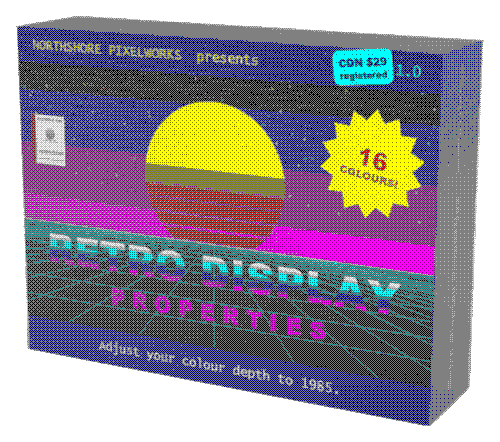 NORTHSHORE PIXELWORKS presents
CDN $29
registered
1.0
16
COLOURS!
RETRO DISPLAY
PROPERTIES
Adjust your colour depth to 1985.